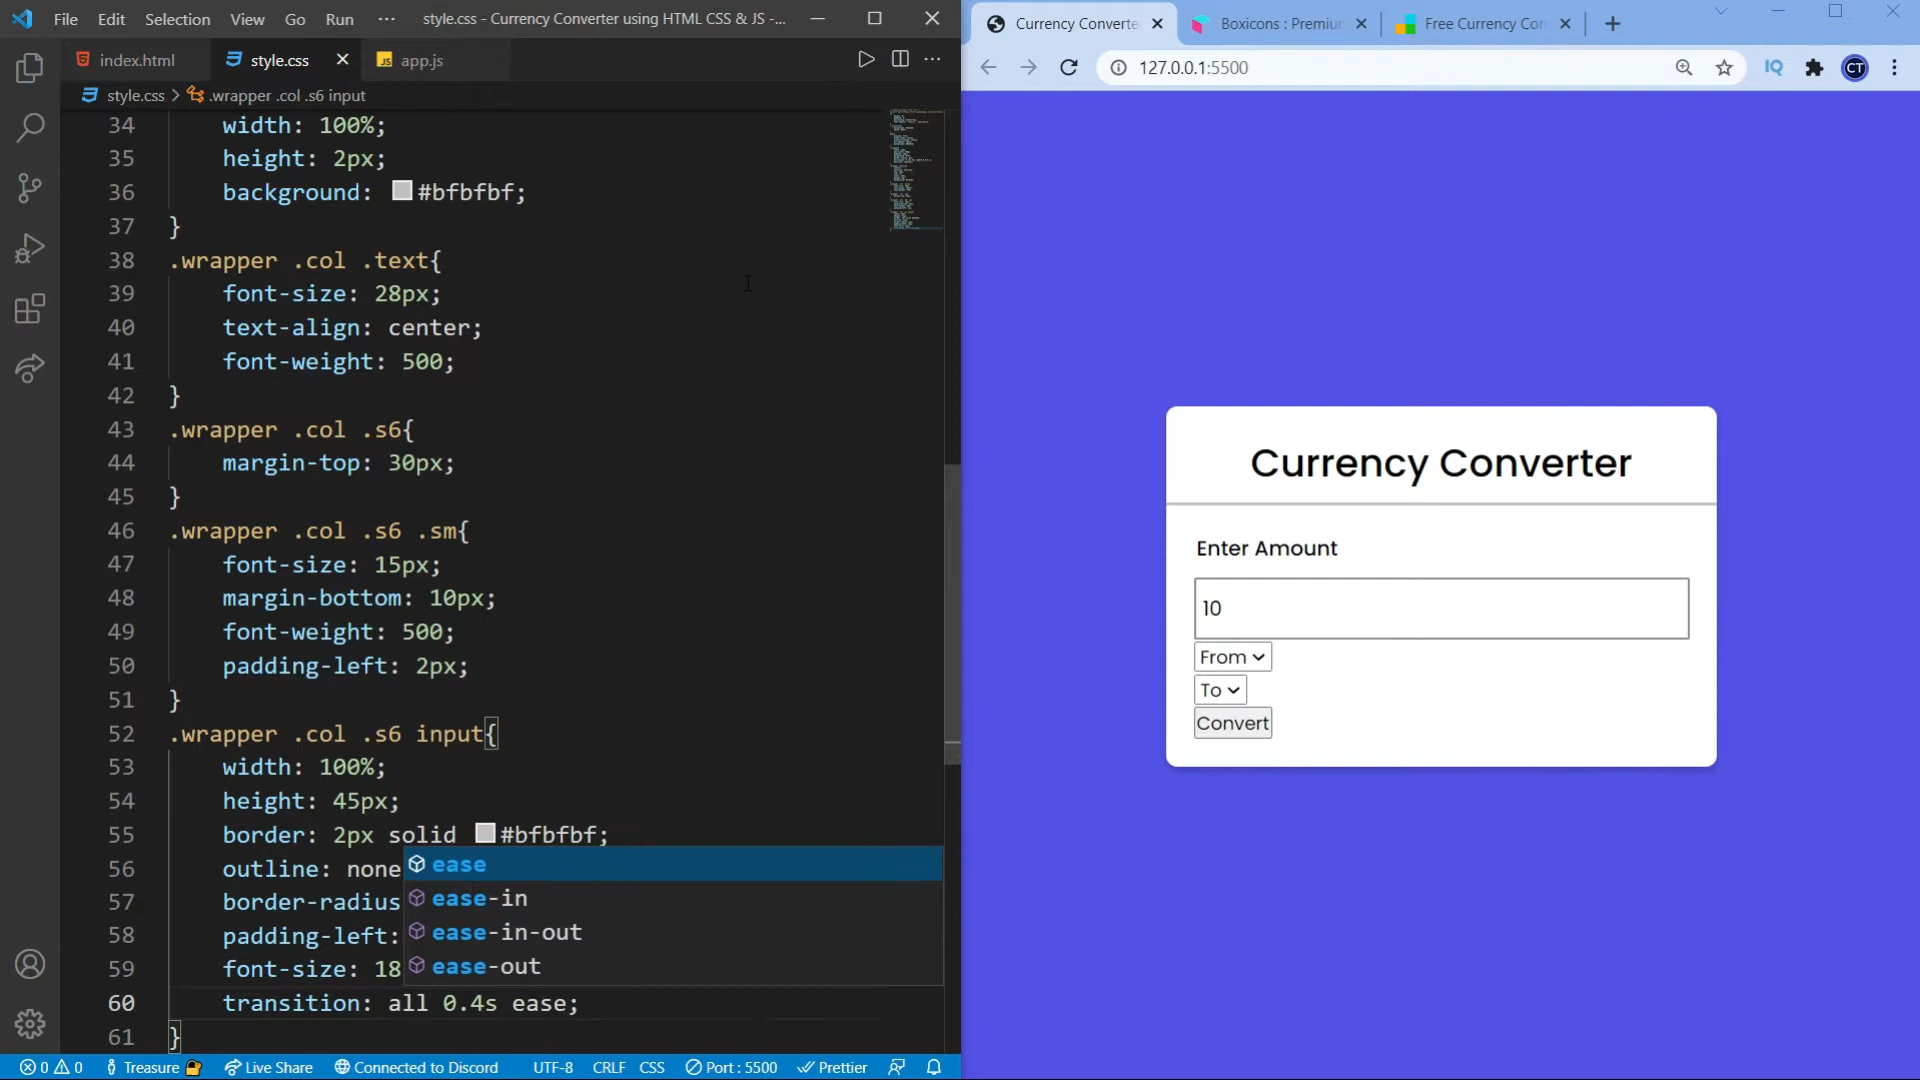 File Edit Selection View Go Run ··· style.css - Currency Converter using HTML CSS & JS -...
index.html style.css app.js
style.css > .wrapper .col .s6 input
34 width: 100%;
35 height: 2px;
36 background: #bfbfbf;
37 }
38 .wrapper .col .text{
39 font-size: 28px;
40 text-align: center;
41 font-weight: 500;
42 }
43 .wrapper .col .s6{
44 margin-top: 30px;
45 }
46 .wrapper .col .s6 .sm{
47 font-size: 15px;
48 margin-bottom: 10px;
49 font-weight: 500;
50 padding-left: 2px;
51 }
52 .wrapper .col .s6 input{
53 width: 100%;
54 height: 45px;
55 border: 2px solid #bfbfbf;
56 outline: none
57 border-radius
58 padding-left:
59 font-size: 18
60 transition: all 0.4s ease;
61 }
ease
ease-in
ease-in-out
ease-out
0 0 Treasure Live Share Connected to Discord UTF-8 CRLF CSS Port : 5500 Prettier
Currency Converte Boxicons : Premium Free Currency Con
127.0.0.1:5500 IQ CT
Currency Converter
Enter Amount
10
From
To
Convert